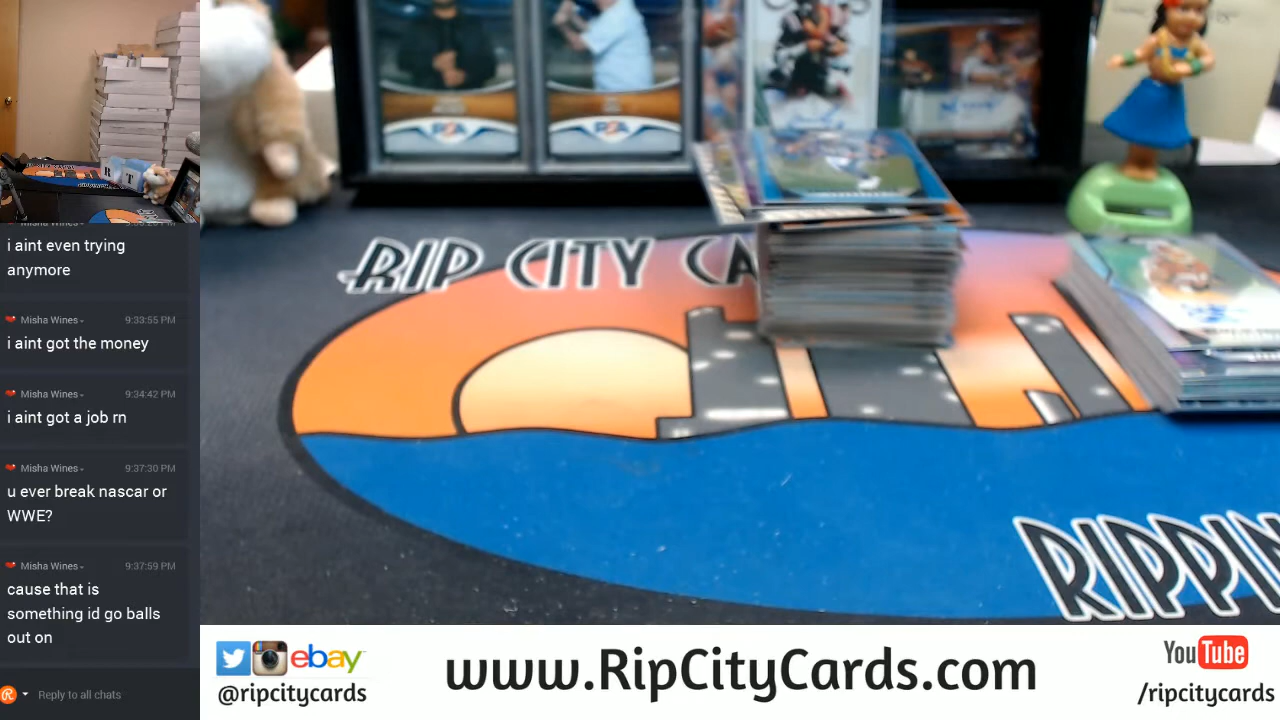 Misha Wines
i aint even trying
anymore
Misha Wines 9:33:55 PM
i aint got the money
Misha Wines 9:34:42 PM
i aint got a job rn
Misha Wines 9:37:30 PM
u ever break nascar or
WWE?
Misha Wines 9:37:59 PM
cause that is
something id go balls
out on
Reply to all chats
R T
RIP CITY CA
RIPPIN
ebay
@ripcitycards
www.RipCityCards.com
YouTube
/ripcitycards